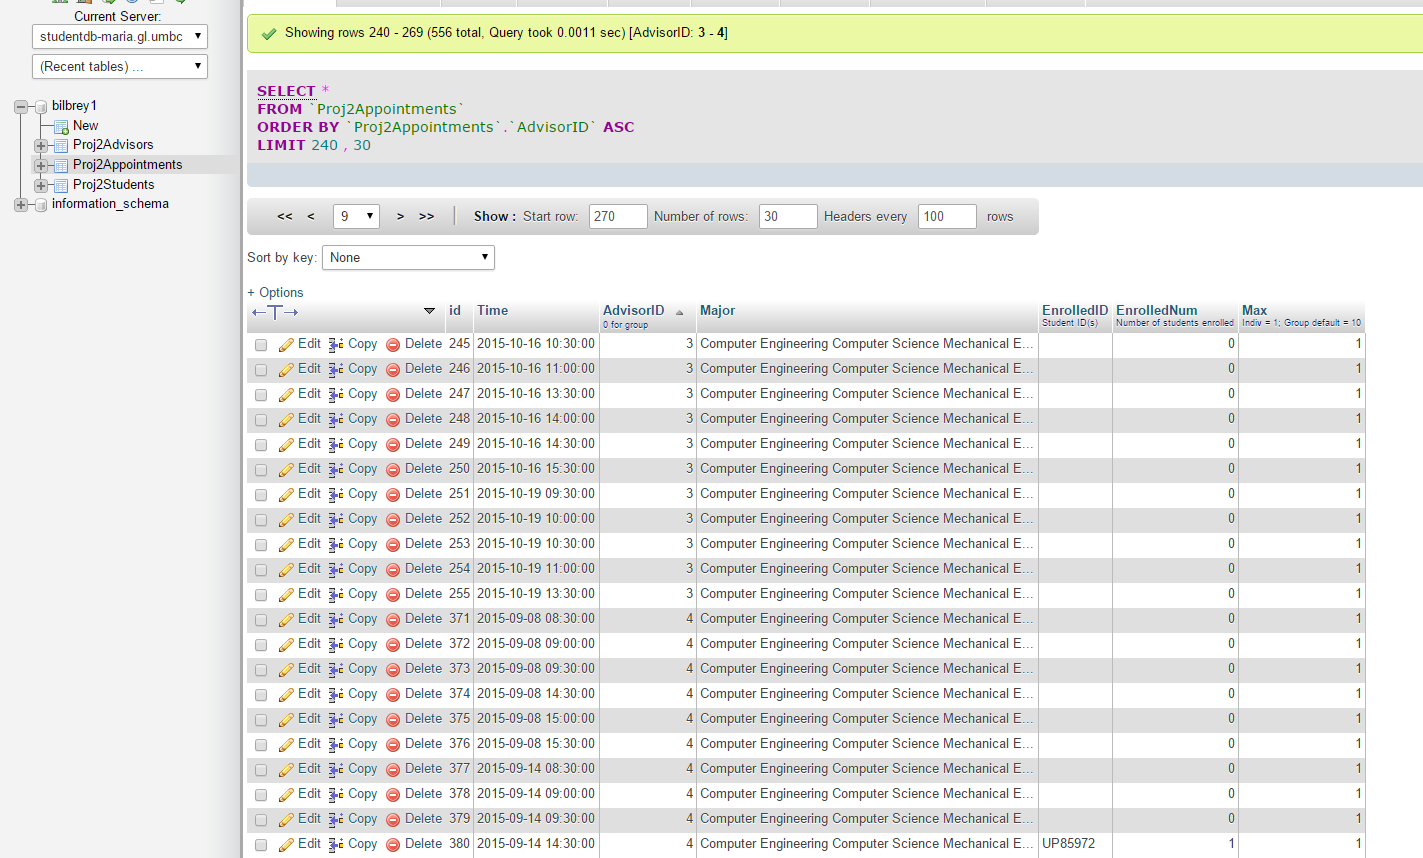 Current Server:
studentdb-maria.gl.umbc
(Recent tables) ...
bilbrey1
New
Proj2Advisors
Proj2Appointments
Proj2Students
information_schema
Showing rows 240 - 269 (556 total, Query took 0.0011 sec) [AdvisorID: 3 - 4]
SELECT *
FROM `Proj2Appointments`
ORDER BY `Proj2Appointments`.`AdvisorID` ASC
LIMIT 240 , 30
<< < 9 > >> Show : Start row: 270 Number of rows: 30 Headers every 100 rows
Sort by key: None
+ Options
←T→ id Time AdvisorID Major EnrolledID EnrolledNum Max
0 for group Student ID(s) Number of students enrolled Indiv = 1; Group default = 10
Edit Copy Delete 245 2015-10-16 10:30:00 3 Computer Engineering Computer Science Mechanical E... 0 1
Edit Copy Delete 246 2015-10-16 11:00:00 3 Computer Engineering Computer Science Mechanical E... 0 1
Edit Copy Delete 247 2015-10-16 13:30:00 3 Computer Engineering Computer Science Mechanical E... 0 1
Edit Copy Delete 248 2015-10-16 14:00:00 3 Computer Engineering Computer Science Mechanical E... 0 1
Edit Copy Delete 249 2015-10-16 14:30:00 3 Computer Engineering Computer Science Mechanical E... 0 1
Edit Copy Delete 250 2015-10-16 15:30:00 3 Computer Engineering Computer Science Mechanical E... 0 1
Edit Copy Delete 251 2015-10-19 09:30:00 3 Computer Engineering Computer Science Mechanical E... 0 1
Edit Copy Delete 252 2015-10-19 10:00:00 3 Computer Engineering Computer Science Mechanical E... 0 1
Edit Copy Delete 253 2015-10-19 10:30:00 3 Computer Engineering Computer Science Mechanical E... 0 1
Edit Copy Delete 254 2015-10-19 11:00:00 3 Computer Engineering Computer Science Mechanical E... 0 1
Edit Copy Delete 255 2015-10-19 13:30:00 3 Computer Engineering Computer Science Mechanical E... 0 1
Edit Copy Delete 371 2015-09-08 08:30:00 4 Computer Engineering Computer Science Mechanical E... 0 1
Edit Copy Delete 372 2015-09-08 09:00:00 4 Computer Engineering Computer Science Mechanical E... 0 1
Edit Copy Delete 373 2015-09-08 09:30:00 4 Computer Engineering Computer Science Mechanical E... 0 1
Edit Copy Delete 374 2015-09-08 14:30:00 4 Computer Engineering Computer Science Mechanical E... 0 1
Edit Copy Delete 375 2015-09-08 15:00:00 4 Computer Engineering Computer Science Mechanical E... 0 1
Edit Copy Delete 376 2015-09-08 15:30:00 4 Computer Engineering Computer Science Mechanical E... 0 1
Edit Copy Delete 377 2015-09-14 08:30:00 4 Computer Engineering Computer Science Mechanical E... 0 1
Edit Copy Delete 378 2015-09-14 09:00:00 4 Computer Engineering Computer Science Mechanical E... 0 1
Edit Copy Delete 379 2015-09-14 09:30:00 4 Computer Engineering Computer Science Mechanical E... 0 1
Edit Copy Delete 380 2015-09-14 14:30:00 4 Computer Engineering Computer Science Mechanical E... UP85972 1 1